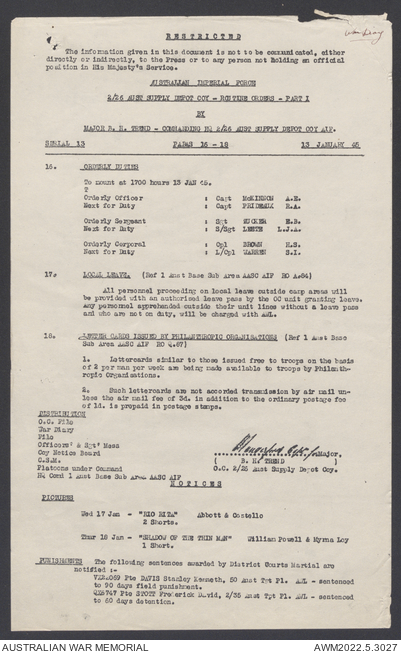 RESTRICTED
The information given in this document is not to be communicated, either
directly or indirectly, to the Press or to any person not Holding an official
position in His Majesty's Service.
AUSTRALIAN IMPERIAL FORCE
2/26 AUST SUPPLY DEPOT COY - ROUTINE ORDERS - PART I
BY
MAJOR B. H. TREND - COMMANDING HQ 2/26 AUST SUPPLY DEPOT COY AIF.
SERIAL 13 PARAS 16 - 18 13 JANUARY 45
16. ORDERLY DUTIES
To mount at 1700 hours 13 JAN 45.
T
Orderly Officer : Capt McKINNON A.E.
Next for Duty : Capt PRIDEAUX H.A.
Orderly Sergeant : Sgt E.B.
Next for Duty : S/Sgt L.J.A.
Orderly Corporal : Cpl BROWN H.S.
Next for Duty : L/Cpl WARREN S.I.
17. LOCAL LEAVE. (Ref 1 Aust Base Sub Area AASC AIF RO A.84)
All personnel proceeding on local leave outside camp areas will
be provided with an authorised leave pass by the OC unit granting leave.
Any personnel apprehended outside their unit lines without a leave pass
and who are not on duty, will be charged with AWL.
18. LETTER CARDS ISSUED BY PHILANTHROPIC ORGANISATIONS (Ref 1 Aust Base
Sub Area AASC AIF RO Q.87)
1. Lettercards similar to those issued free to troops on the basis
of 2 per man per week are being made available to troops by Philanth-
ropic Organisations.
2. Such lettercards are not accorded transmission by air mail un-
less the air mail fee of 3d. in addition to the ordinary postage fee
of 1d. is prepaid in postage stamps.
DISTRIBUTION
O.C. File
War Diary
File
Officers' & Sgt' Mess
Coy Notice Board
C.S.M.
Platoons under Command
HQ Comd 1 Aust Base Sub Area AASC AIF
Major.
( B. H. TREND )
O.C. 2/26 Aust Supply Depot Coy.
NOTICES
PICTURES
Wed 17 Jan - "RIO RITA" Abbott & Costello
2 Shorts.
Thur 18 Jan - "SHADOW OF THE THIN MAN" William Powell & Myrna Loy
1 Short.
PUNISHMENTS The following sentences awarded by District Courts Martial are
notified :-
Pte DAVIS Stanley Kenneth, 50 Aust Tpt Pl. AWL - sentenced
to 90 days field punishment.
Pte STOTT Frederick David, 2/35 Aust Tpt Pl. AWL -
sentenced to 60 days detention.
AUSTRALIAN WAR MEMORIAL
AWM2022.5.3027